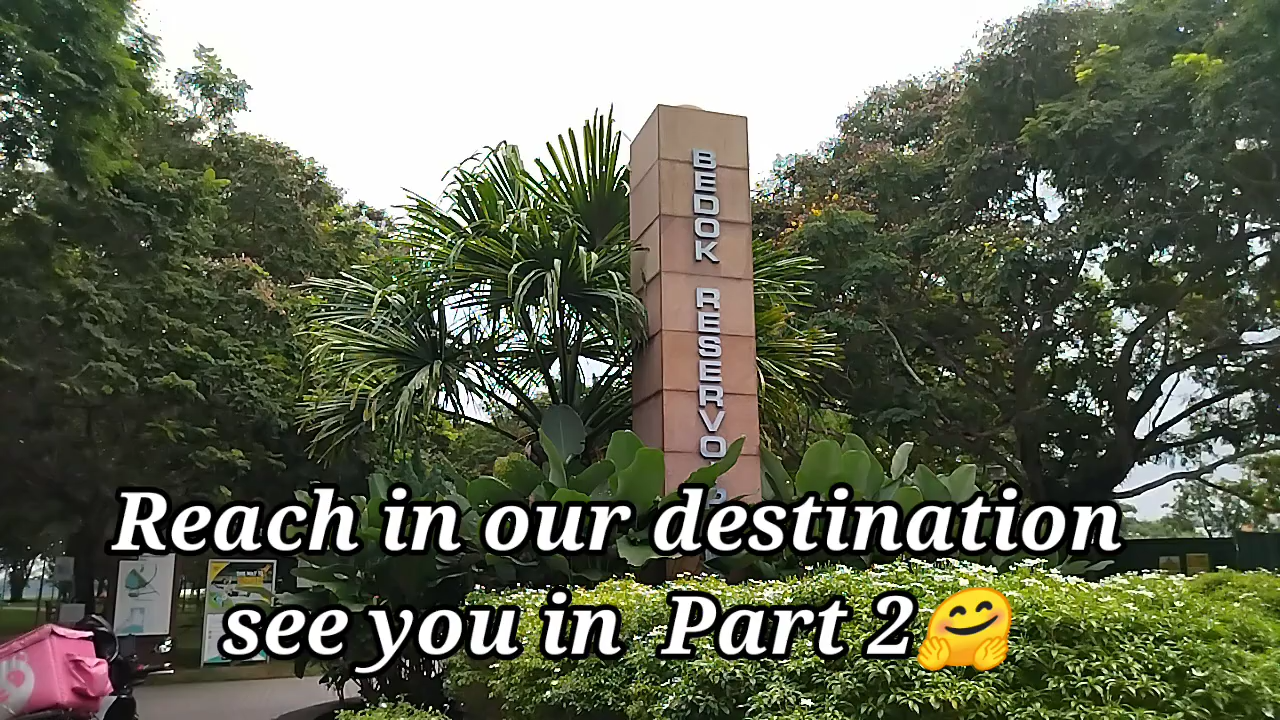 BEDOK RESERVO
Reach in our destination
see you in Part 2🤗